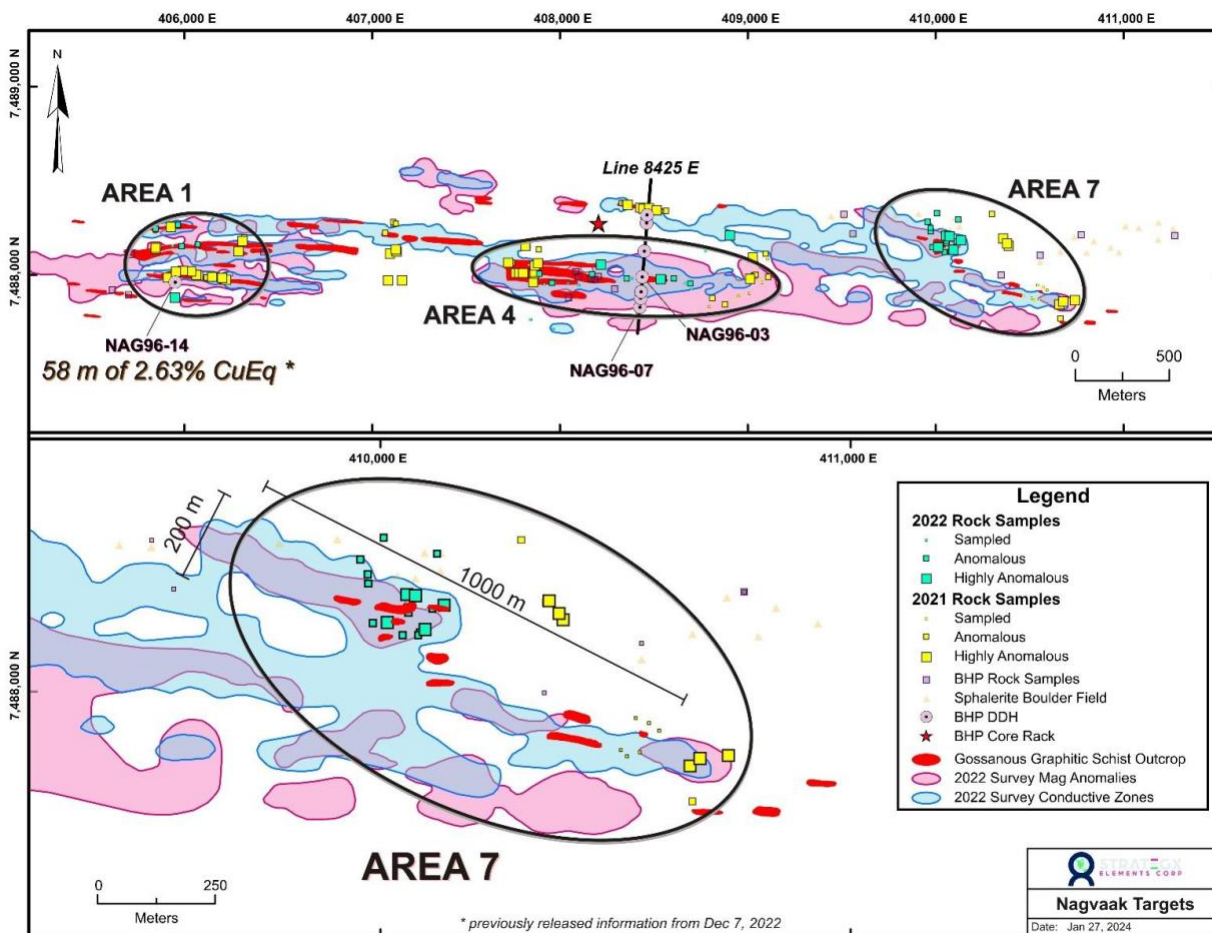 406,000 E
407,000 E
408,000 E
409,000 E
410,000 E
411,000 E
N
7,489,000 N
7,488,000 N
Line 8425 E
AREA 1
AREA 7
AREA 4
NAG96-14
NAG96-03
NAG96-07
58 m of 2.63% CuEq *
0 500
Meters
410,000 E
411,000 E
7,488,000 N
200 m
1000 m
AREA 7
0 250
Meters
* previously released information from Dec 7, 2022
Legend
2022 Rock Samples
Sampled
Anomalous
Highly Anomalous
2021 Rock Samples
Sampled
Anomalous
Highly Anomalous
BHP Rock Samples
Sphalerite Boulder Field
BHP DDH
BHP Core Rack
Gossanous Graphitic Schist Outcrop
2022 Survey Mag Anomalies
2022 Survey Conductive Zones
STRATEGX
ELEMENTS CORP
Nagvaak Targets
Date: Jan 27, 2024